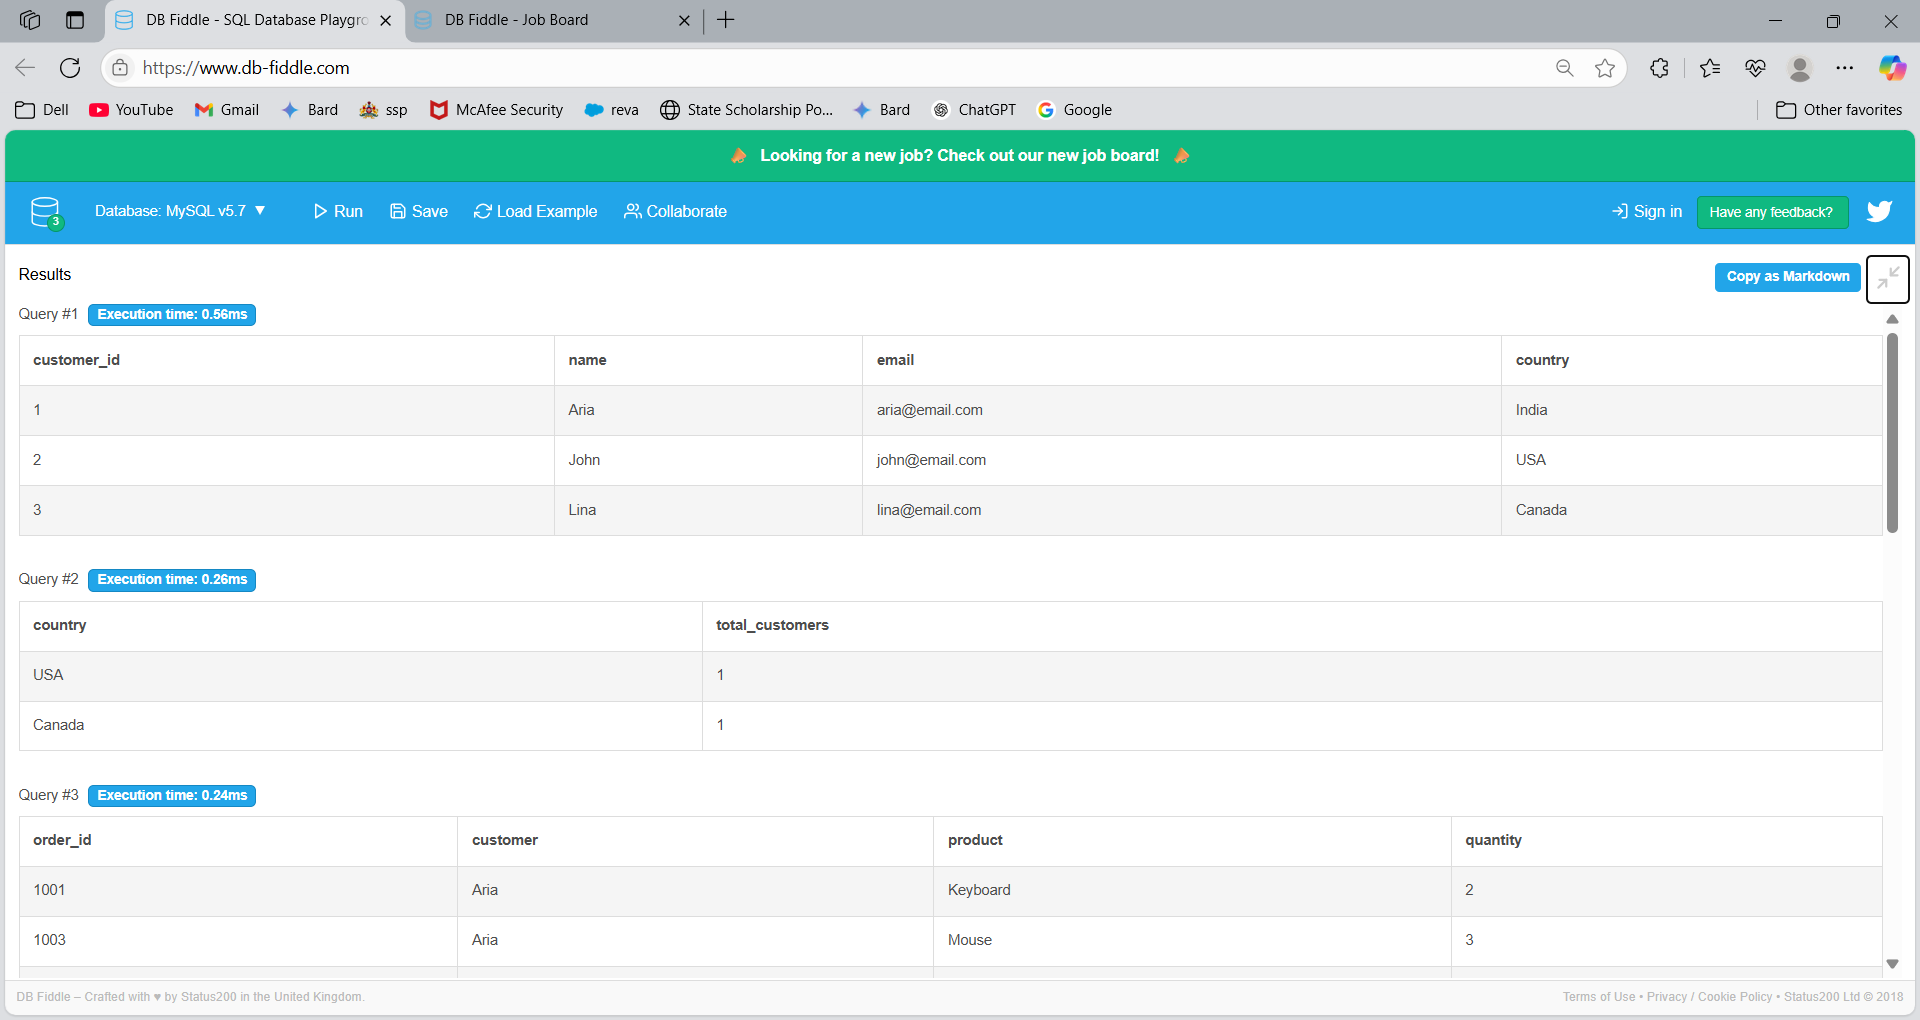 DB Fiddle - SQL Database Playgro
DB Fiddle - Job Board
https://www.db-fiddle.com
Dell YouTube Gmail Bard ssp McAfee Security reva State Scholarship Po... Bard ChatGPT Google Other favorites
Looking for a new job? Check out our new job board!
3 Database: MySQL v5.7 ▼ Run Save Load Example Collaborate Sign in Have any feedback?
Results Copy as Markdown
Query #1 Execution time: 0.56ms
customer_id name email country
1 Aria aria@email.com India
2 John john@email.com USA
3 Lina lina@email.com Canada
Query #2 Execution time: 0.26ms
country total_customers
USA 1
Canada 1
Query #3 Execution time: 0.24ms
order_id customer product quantity
1001 Aria Keyboard 2
1003 Aria Mouse 3
DB Fiddle – Crafted with ♥ by Status200 in the United Kingdom. Terms of Use • Privacy / Cookie Policy • Status200 Ltd © 2018